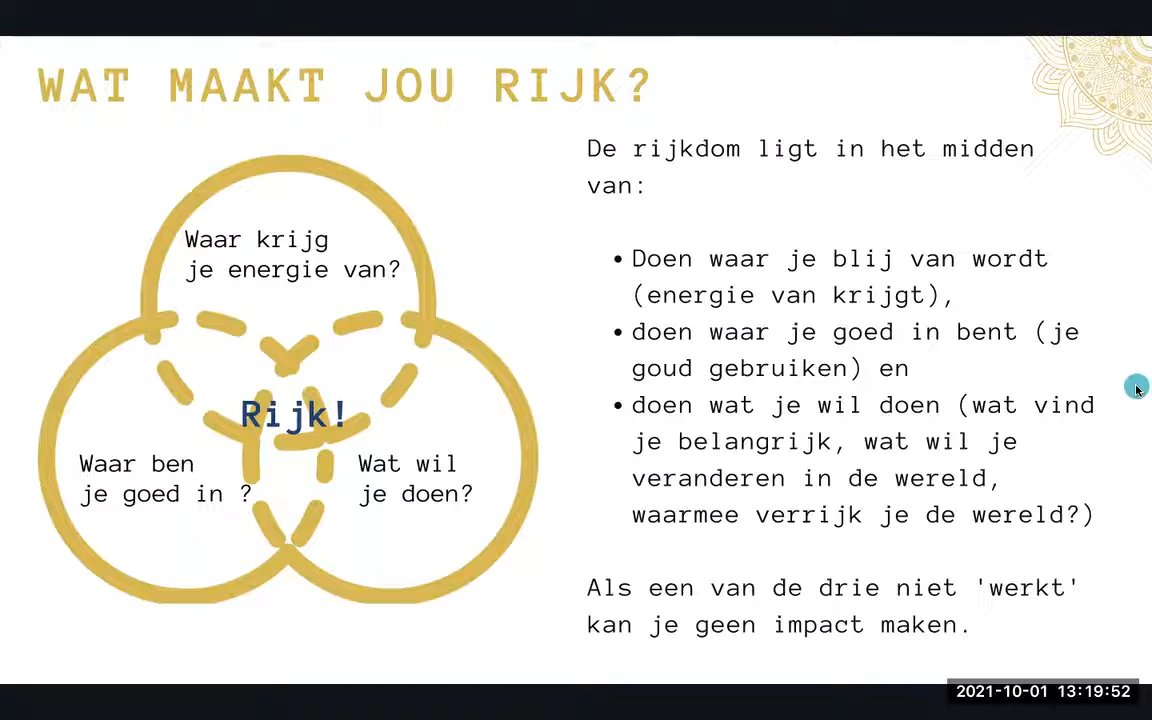 WAT MAAKT JOU RIJK?
De rijkdom ligt in het midden
van:
Waar krijg
je energie van?
Rijk!
Waar ben
je goed in ?
Wat wil
je doen?
• Doen waar je blij van wordt
(energie van krijgt),
• doen waar je goed in bent (je
goud gebruiken) en
• doen wat je wil doen (wat vind
je belangrijk, wat wil je
veranderen in de wereld,
waarmee verrijk je de wereld?)
Als een van de drie niet 'werkt'
kan je geen impact maken.
2021-10-01 13:19:52